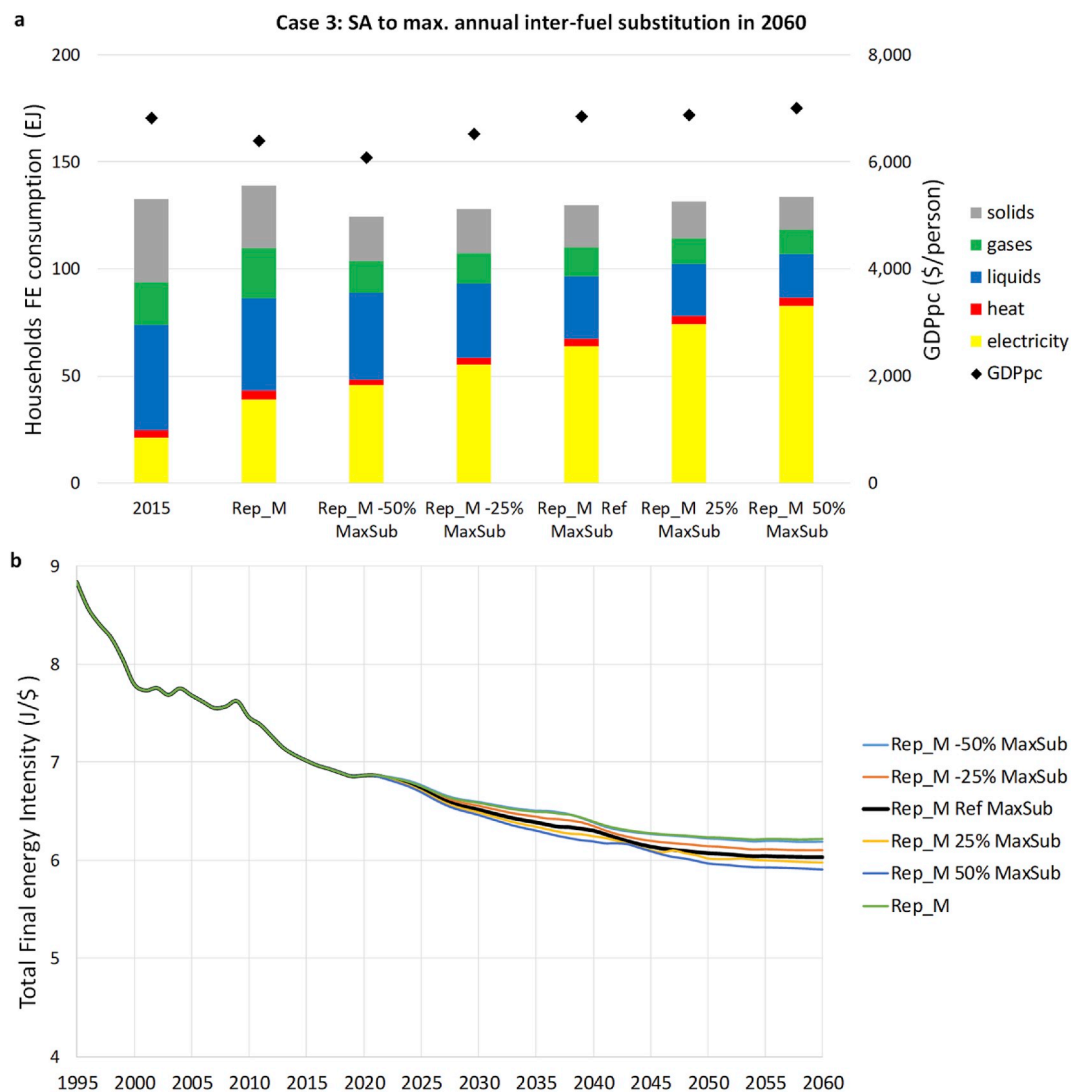 a
Case 3: SA to max. annual inter-fuel substitution in 2060
Households FE consumption (EJ)
200
150
100
50
0
8,000
6,000
4,000
2,000
0
GDPpc ($/person)
solids
gases
liquids
heat
electricity
GDPpc
2015
Rep_M
Rep_M -50%
MaxSub
Rep_M -25%
MaxSub
Rep_M Ref
MaxSub
Rep_M 25%
MaxSub
Rep_M 50%
MaxSub
b
Total Final energy Intensity (J/$)
9
8
7
6
5
4
1995 2000 2005 2010 2015 2020 2025 2030 2035 2040 2045 2050 2055 2060
Rep_M -50% MaxSub
Rep_M -25% MaxSub
Rep_M Ref MaxSub
Rep_M 25% MaxSub
Rep_M 50% MaxSub
Rep_M